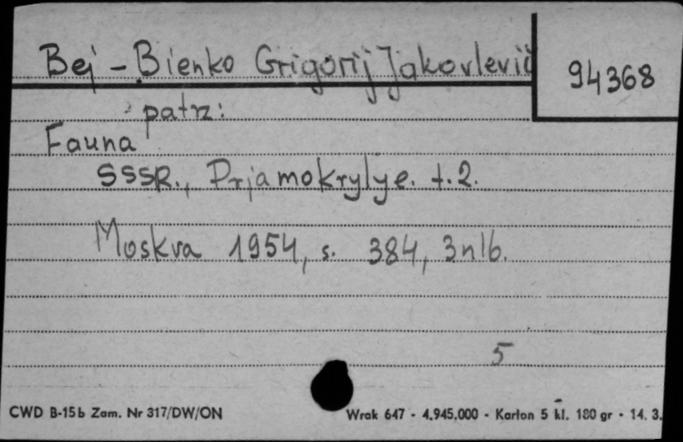 Bej-Bienko Grigorij Jakovlevič
94368
patrz:
Fauna
SSSR., Prjamokrylye. t.2.
Moskva 1954, s. 384, 3nlb.
5
CWD B-15b Zam. Nr 317/DW/ON
Wrak 647 - 4.945.000 - Karton 5 kl. 180 gr - 14. 3.